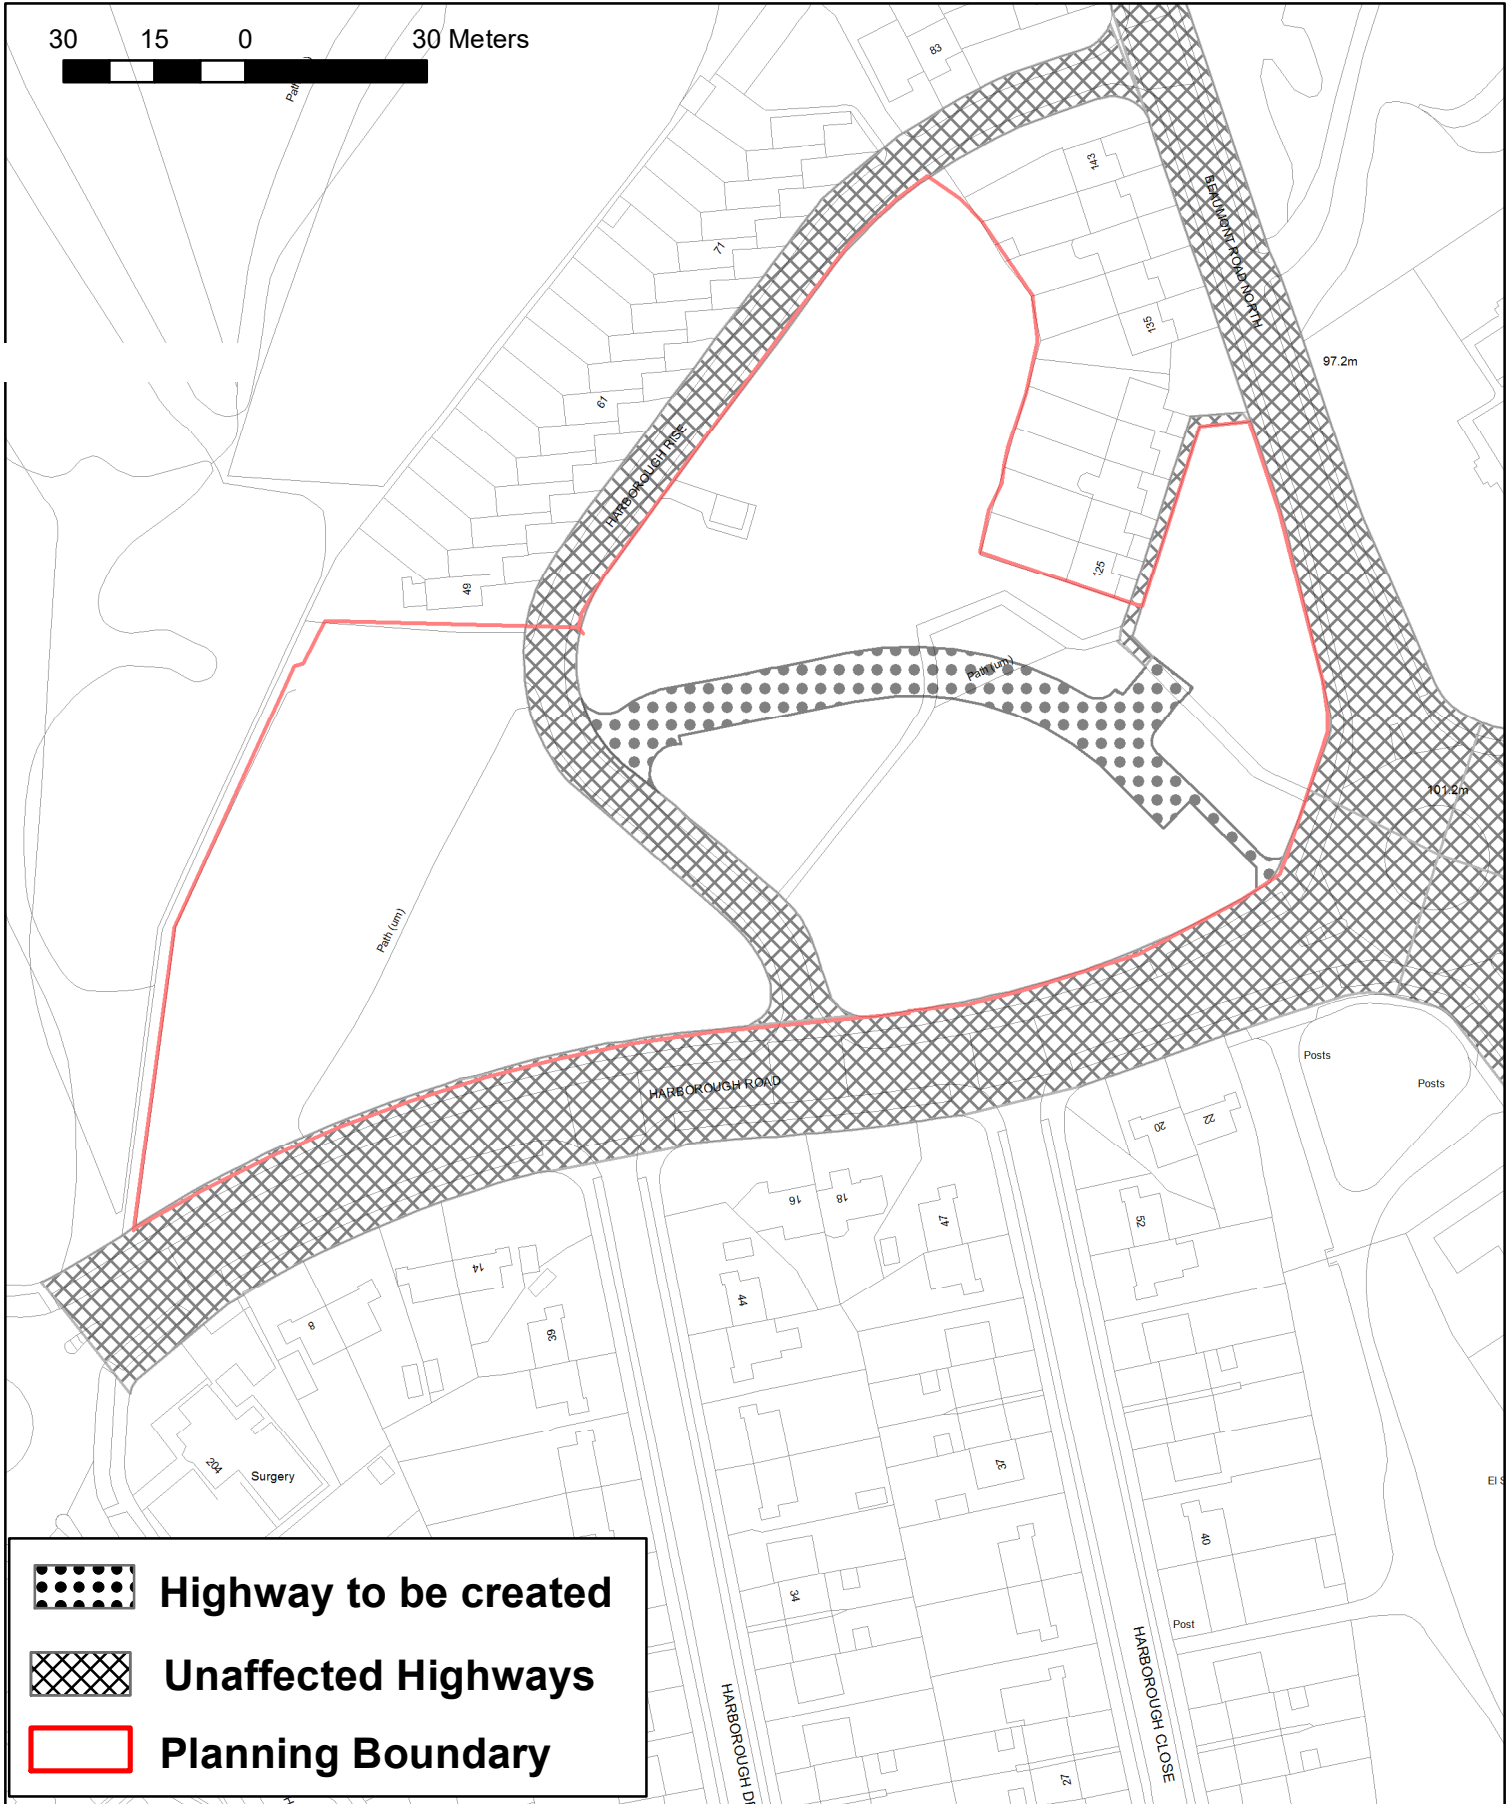 30 15 0 30 Meters
83
Path
143
BEAUMONT ROAD NORTH
71
135
97.2m
61
HARBOROUGH RISE
49
Path (um)
101.2m
Path (um)
HARBOROUGH ROAD
Posts
Posts
20
22
16
18
47
52
14
8
44
39
204
Surgery
37
40
34
Post
HARBOROUGH CLOSE
27
Highway to be created
Unaffected Highways
Planning Boundary